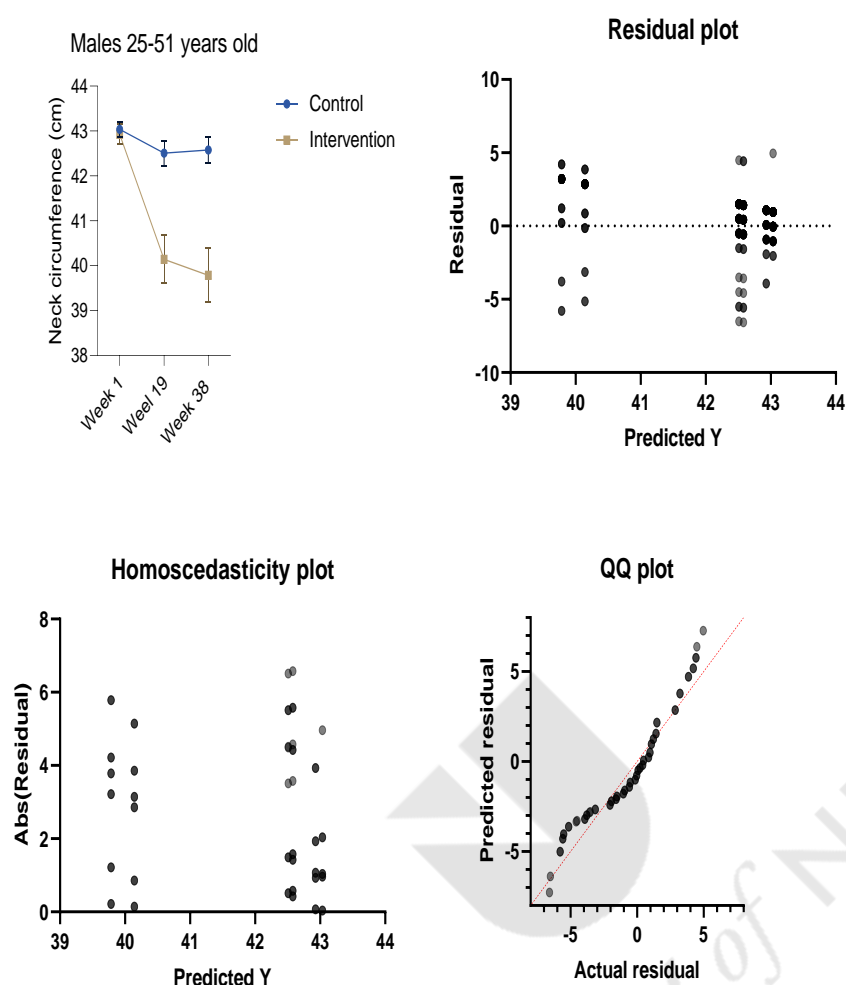 Males 25-51 years old
Neck circumference (cm)
44
43
42
41
40
39
38
Week 1
Weel 19
Week 38
Control
Intervention
Residual plot
Residual
10
5
0
-5
-10
39 40 41 42 43 44
Predicted Y
Homoscedasticity plot
Abs(Residual)
8
6
4
2
0
39 40 41 42 43 44
Predicted Y
QQ plot
Predicted residual
5
0
-5
-5 0 5
Actual residual
of